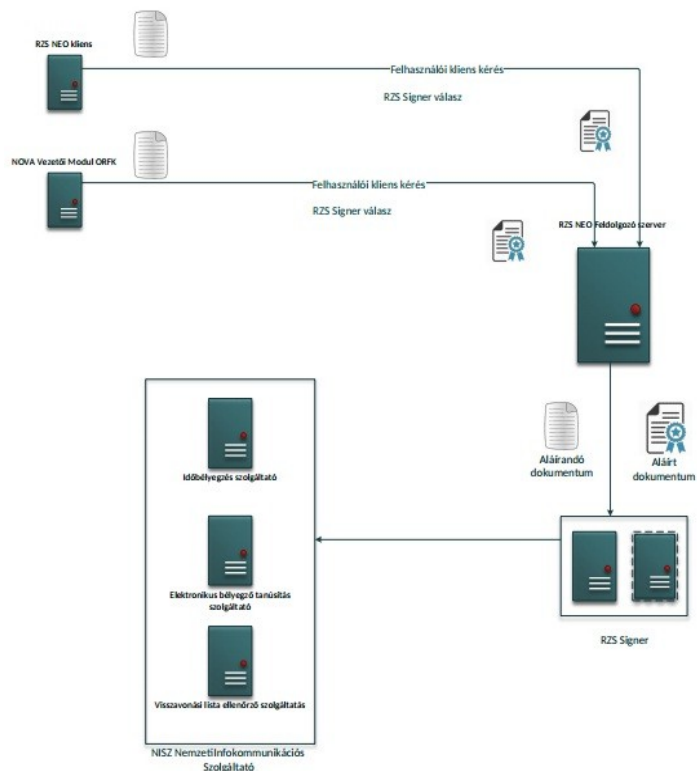 RZS NEO kliens
Felhasználói kliens kérés
RZS Signer válasz
NOVA Vezetői Modul ORFK
Felhasználói kliens kérés
RZS Signer válasz
RZS NEO Feldolgozó szerver
Aláírandó
dokumentum
Aláírt
dokumentum
Időbélyegzés szolgáltató
Elektronikus bélyegző tanúsítás
szolgáltató
Visszavonási lista ellenőrző szolgáltatás
RZS Signer
NISZ Nemzeti Infokommunikációs
Szolgáltató